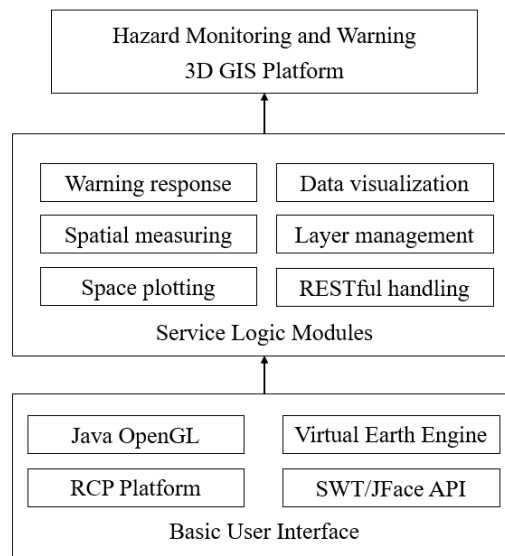 Hazard Monitoring and Warning
3D GIS Platform
Warning response
Data visualization
Spatial measuring
Layer management
Space plotting
RESTful handling
Service Logic Modules
Java OpenGL
Virtual Earth Engine
RCP Platform
SWT/JFace API
Basic User Interface